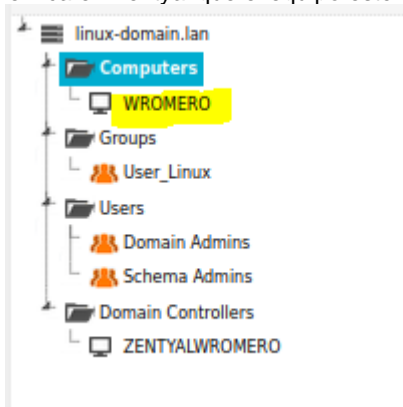 linux-domain.lan
Computers
WROMERO
Groups
User_Linux
Users
Domain Admins
Schema Admins
Domain Controllers
ZENTYALWROMERO